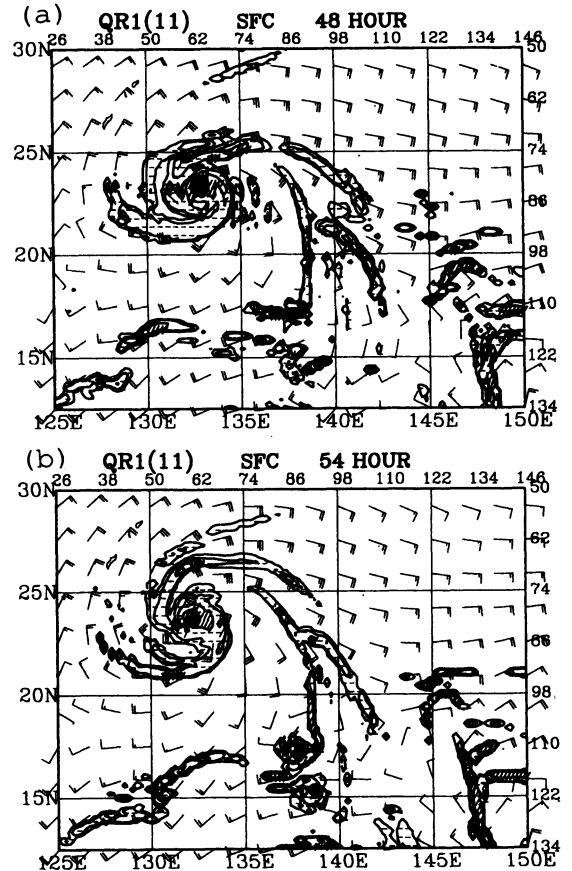 (a) QR1(11) SFC 48 HOUR
26 38 50 62 74 86 98 110 122 134 146
30N 50
62
25N 74
86
20N 98
110
15N 122
134
125E 130E 135E 140E 145E 150E
(b) QR1(11) SFC 54 HOUR
26 38 50 62 74 86 98 110 122 134 146
30N 50
62
25N 74
86
20N 98
110
15N 122
134
125E 130E 135E 140E 145E 150E